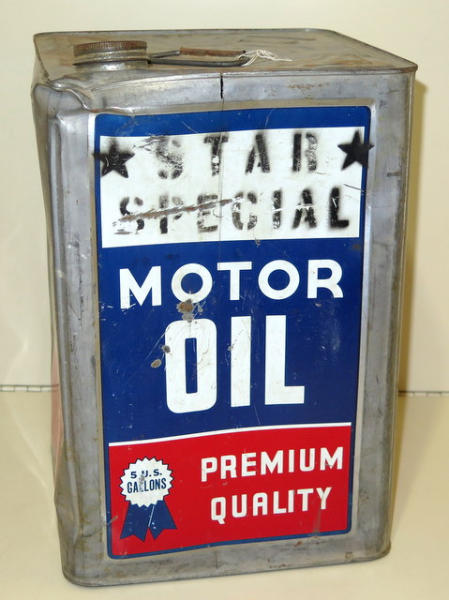 STAR
SPECIAL
MOTOR
OIL
5 U.S.
GALLONS
PREMIUM
QUALITY